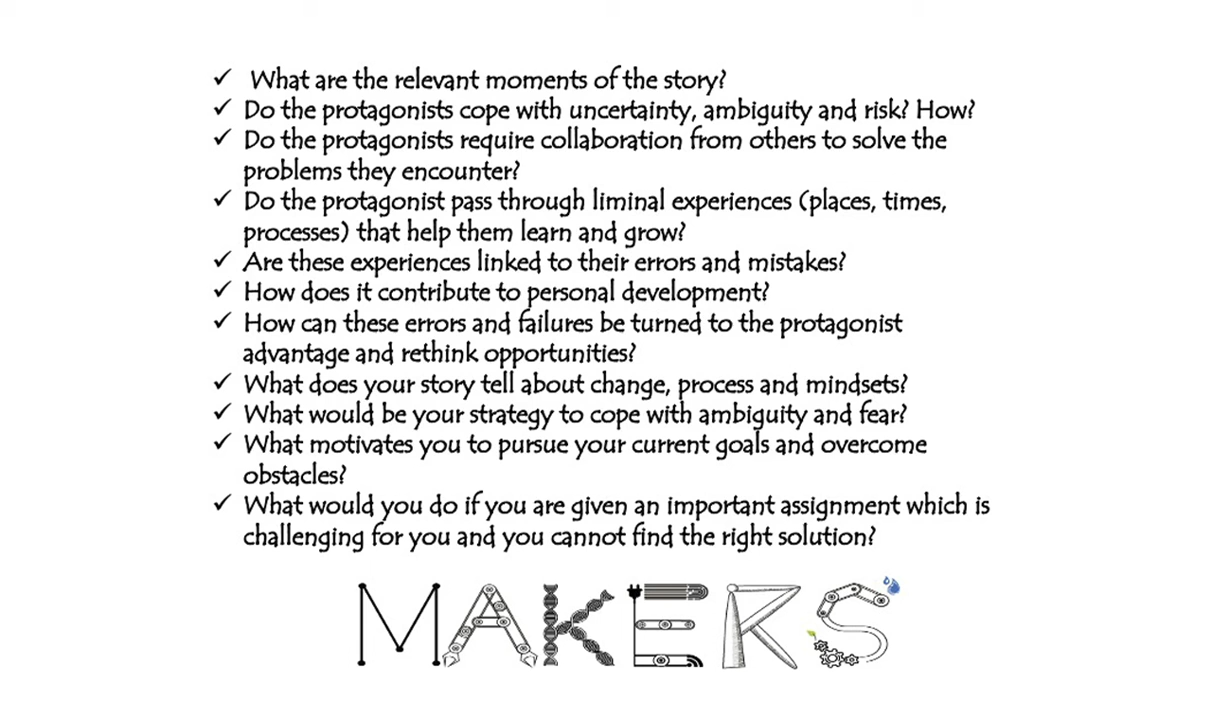 ✓ What are the relevant moments of the story?
✓ Do the protagonists cope with uncertainty, ambiguity and risk? How?
✓ Do the protagonists require collaboration from others to solve the
problems they encounter?
✓ Do the protagonist pass through liminal experiences (places, times,
processes) that help them learn and grow?
✓ Are these experiences linked to their errors and mistakes?
✓ How does it contribute to personal development?
✓ How can these errors and failures be turned to the protagonist
advantage and rethink opportunities?
✓ What does your story tell about change, process and mindsets?
✓ What would be your strategy to cope with ambiguity and fear?
✓ What motivates you to pursue your current goals and overcome
obstacles?
✓ What would you do if you are given an important assignment which is
challenging for you and you cannot find the right solution?
MAKERS